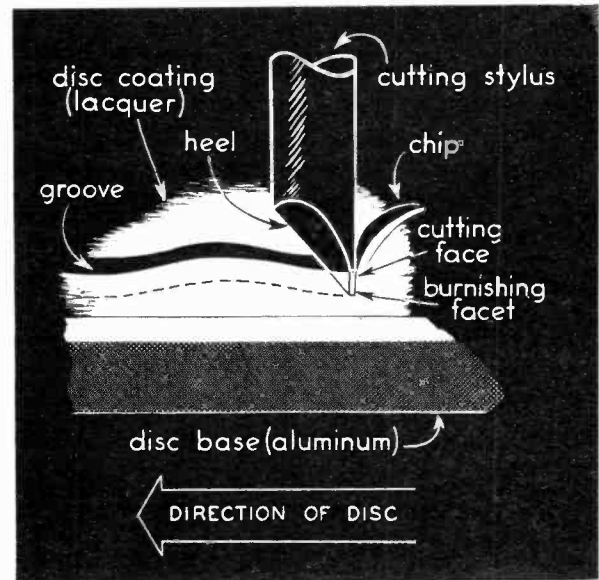 disc coating
(lacquer)
cutting stylus
heel
chip
groove
cutting
face
burnishing
facet
disc base (aluminum)
DIRECTION OF DISC